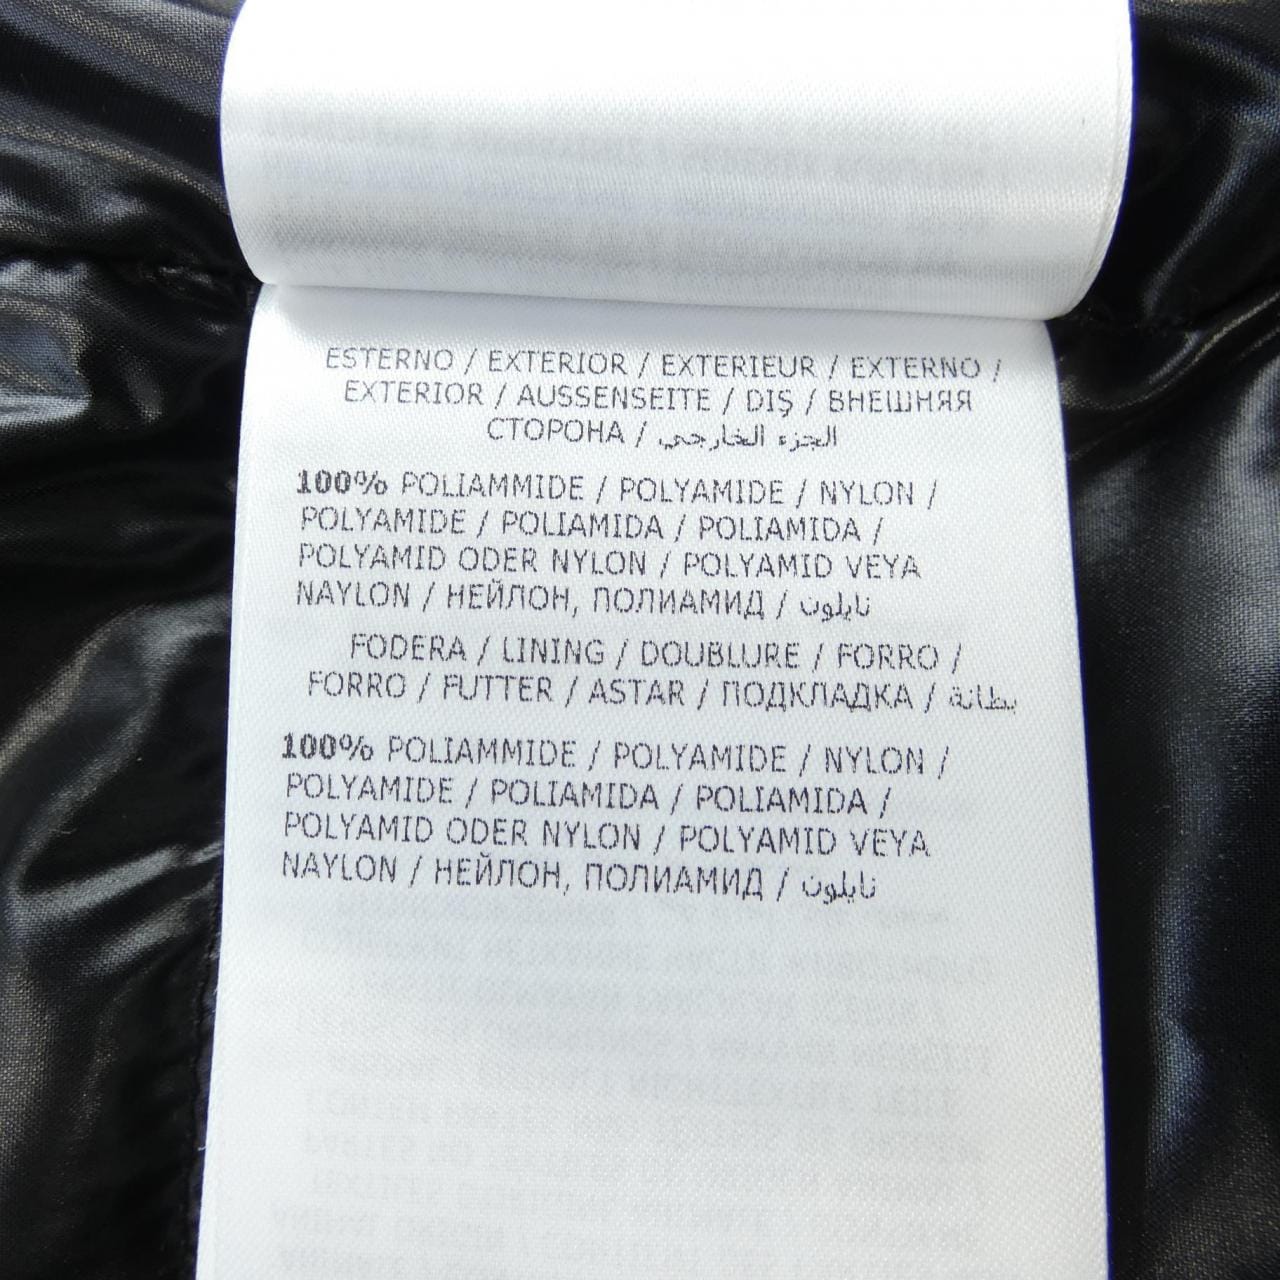 ESTERNO / EXTERIOR / EXTERIEUR / EXTERNO /
EXTERIOR / AUSSENSEITE / DIŞ / ВНЕШНЯЯ
СТОРОНА / الجزء الخارجي
100% POLIAMMIDE / POLYAMIDE / NYLON /
POLYAMIDE / POLIAMIDA / POLIAMIDA /
POLYAMID ODER NYLON / POLYAMID VEYA
NAYLON / НЕЙЛОН, ПОЛИАМИД / نايلون
FODERA / LINING / DOUBLURE / FORRO /
FORRO / FUTTER / ASTAR / ПОДКЛАДКА / بطانة
100% POLIAMMIDE / POLYAMIDE / NYLON /
POLYAMIDE / POLIAMIDA / POLIAMIDA /
POLYAMID ODER NYLON / POLYAMID VEYA
NAYLON / НЕЙЛОН, ПОЛИАМИД / نايلون